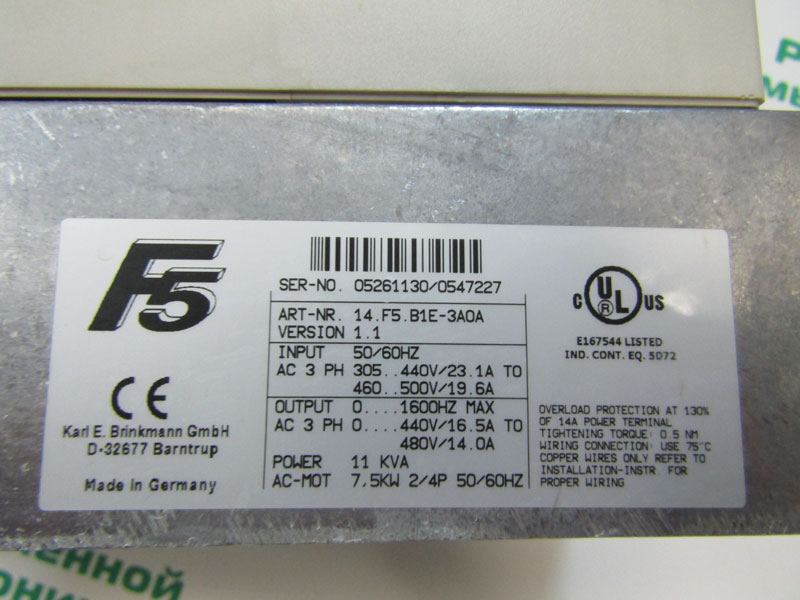 F5
CE
Karl E. Brinkmann GmbH
D-32677 Barntrup
Made in Germany
SER-NO. 05261130/0547227
ART-NR. 14.F5.B1E-3A0A
VERSION 1.1
INPUT 50/60HZ
AC 3 PH 305..440V/23.1A TO
460..500V/19.6A
OUTPUT 0....1600HZ MAX
AC 3 PH 0....440V/16.5A TO
480V/14.0A
POWER 11 KVA
AC-MOT 7,5KW 2/4P 50/60HZ
C UL US
®
E167544 LISTED
IND. CONT. EQ. 5D72
OVERLOAD PROTECTION AT 130%
OF 14A POWER TERMINAL
TIGHTENING TORQUE: 0.5 NM
WIRING CONNECTION: USE 75°C
COPPER WIRES ONLY REFER TO
INSTALLATION-INSTR. FOR
PROPER WIRING